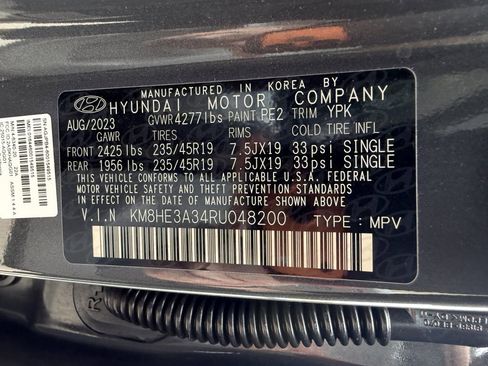 MANUFACTURED IN KOREA BY
HYUNDAI MOTOR COMPANY
AUG/2023 GVWR 4277lbs PAINT PE2 TRIM YPK
GAWR TIRES RIMS COLD TIRE INFL
FRONT 2425lbs 235/45R19 7.5JX19 33psi SINGLE
REAR 1956lbs 235/45R19 7.5JX19 33psi SINGLE
THIS VEHICLE CONFORMS TO ALL APPLICABLE U.S.A. FEDERAL
MOTOR VEHICLE SAFETY, BUMPER, AND THEFT PREVENTION STANDARDS
IN EFFECT ON THE DATE OF MANUFACTURE SHOWN ABOVE.
V.I.N KM8HE3A34RU048200 TYPE : MPV